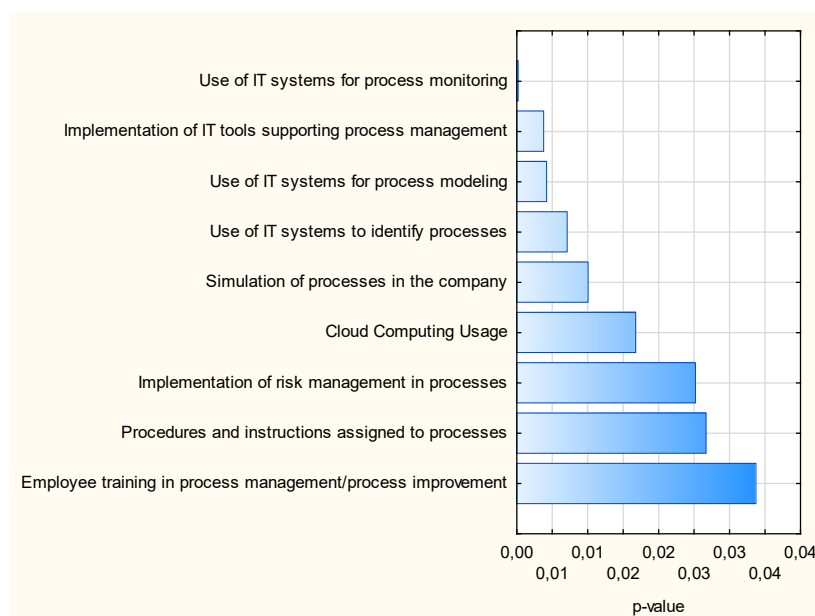 Use of IT systems for process monitoring
Implementation of IT tools supporting process management
Use of IT systems for process modeling
Use of IT systems to identify processes
Simulation of processes in the company
Cloud Computing Usage
Implementation of risk management in processes
Procedures and instructions assigned to processes
Employee training in process management/process improvement
0,00 0,01 0,02 0,03 0,04
0,01 0,02 0,03 0,04
p-value